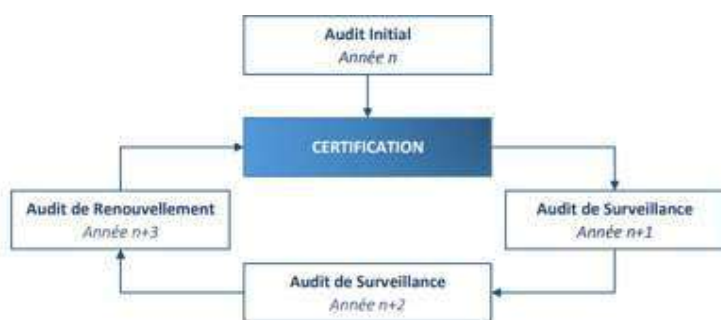 Audit Initial
Année n
CERTIFICATION
Audit de Renouvellement
Année n+3
Audit de Surveillance
Année n+1
Audit de Surveillance
Année n+2